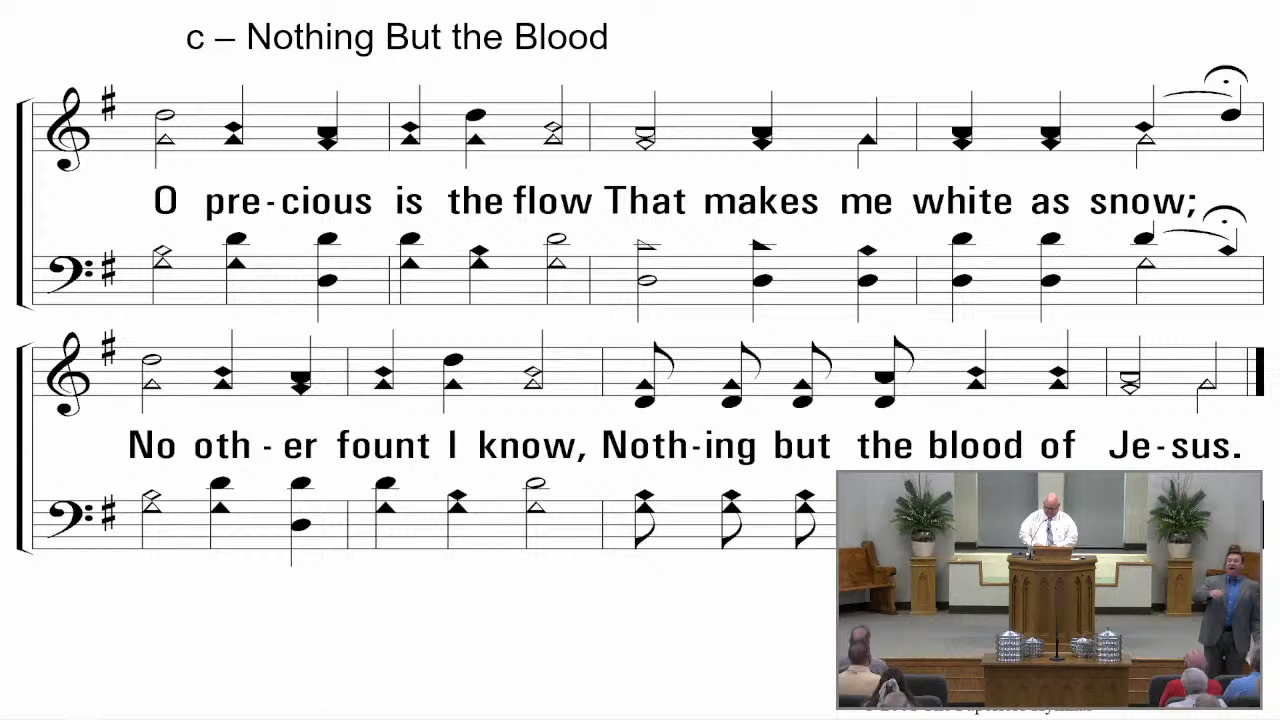 c – Nothing But the Blood
O pre-cious is the flow That makes me white as snow;
No oth-er fount I know, Noth-ing but the blood of Je-sus.